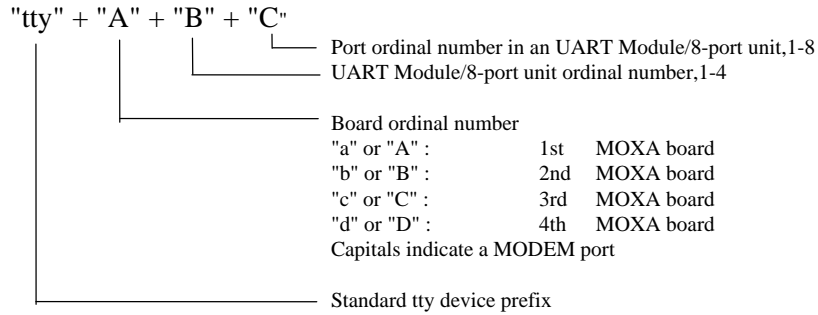 "tty" + "A" + "B" + "C"
Port ordinal number in an UART Module/8-port unit,1-8
UART Module/8-port unit ordinal number,1-4
Board ordinal number
"a" or "A" : 1st MOXA board
"b" or "B" : 2nd MOXA board
"c" or "C" : 3rd MOXA board
"d" or "D" : 4th MOXA board
Capitals indicate a MODEM port
Standard tty device prefix